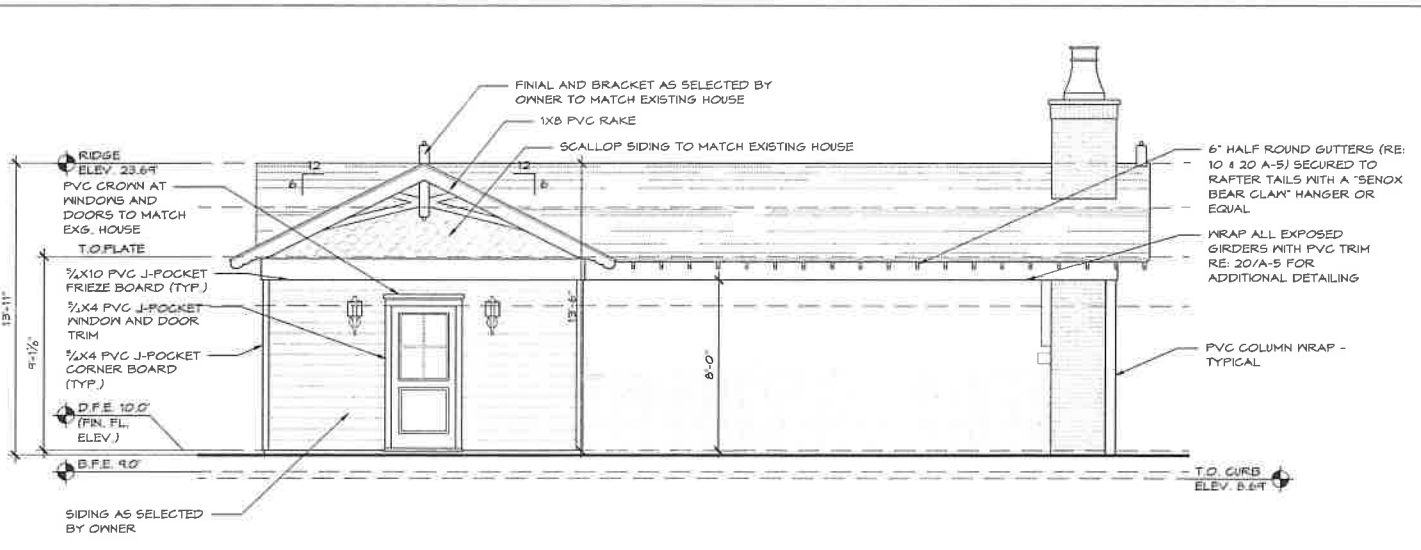 FINIAL AND BRACKET AS SELECTED BY
OWNER TO MATCH EXISTING HOUSE
1X8 PVC RAKE
SCALLOP SIDING TO MATCH EXISTING HOUSE
RIDGE
ELEV. 23.69'
PVC CROWN AT
WINDOWS AND
DOORS TO MATCH
EXG. HOUSE
T.O.PLATE
5/4X10 PVC J-POCKET
FRIEZE BOARD (TYP.)
5/4X4 PVC J-POCKET
WINDOW AND DOOR
TRIM
5/4X4 PVC J-POCKET
CORNER BOARD
(TYP.)
D.F.E. 10.0'
(FIN. FL.
ELEV.)
B.F.E. 9.0'
SIDING AS SELECTED
BY OWNER
13'-11"
9'-1 1/8"
12
6
12
6
13'-6"
8'-0"
6" HALF ROUND GUTTERS (RE:
10 & 20 A-5) SECURED TO
RAFTER TAILS WITH A "SENOX
BEAR CLAW" HANGER OR
EQUAL
WRAP ALL EXPOSED
GIRDERS WITH PVC TRIM
RE: 20/A-5 FOR
ADDITIONAL DETAILING
PVC COLUMN WRAP -
TYPICAL
T.O. CURB
ELEV. 8.69'